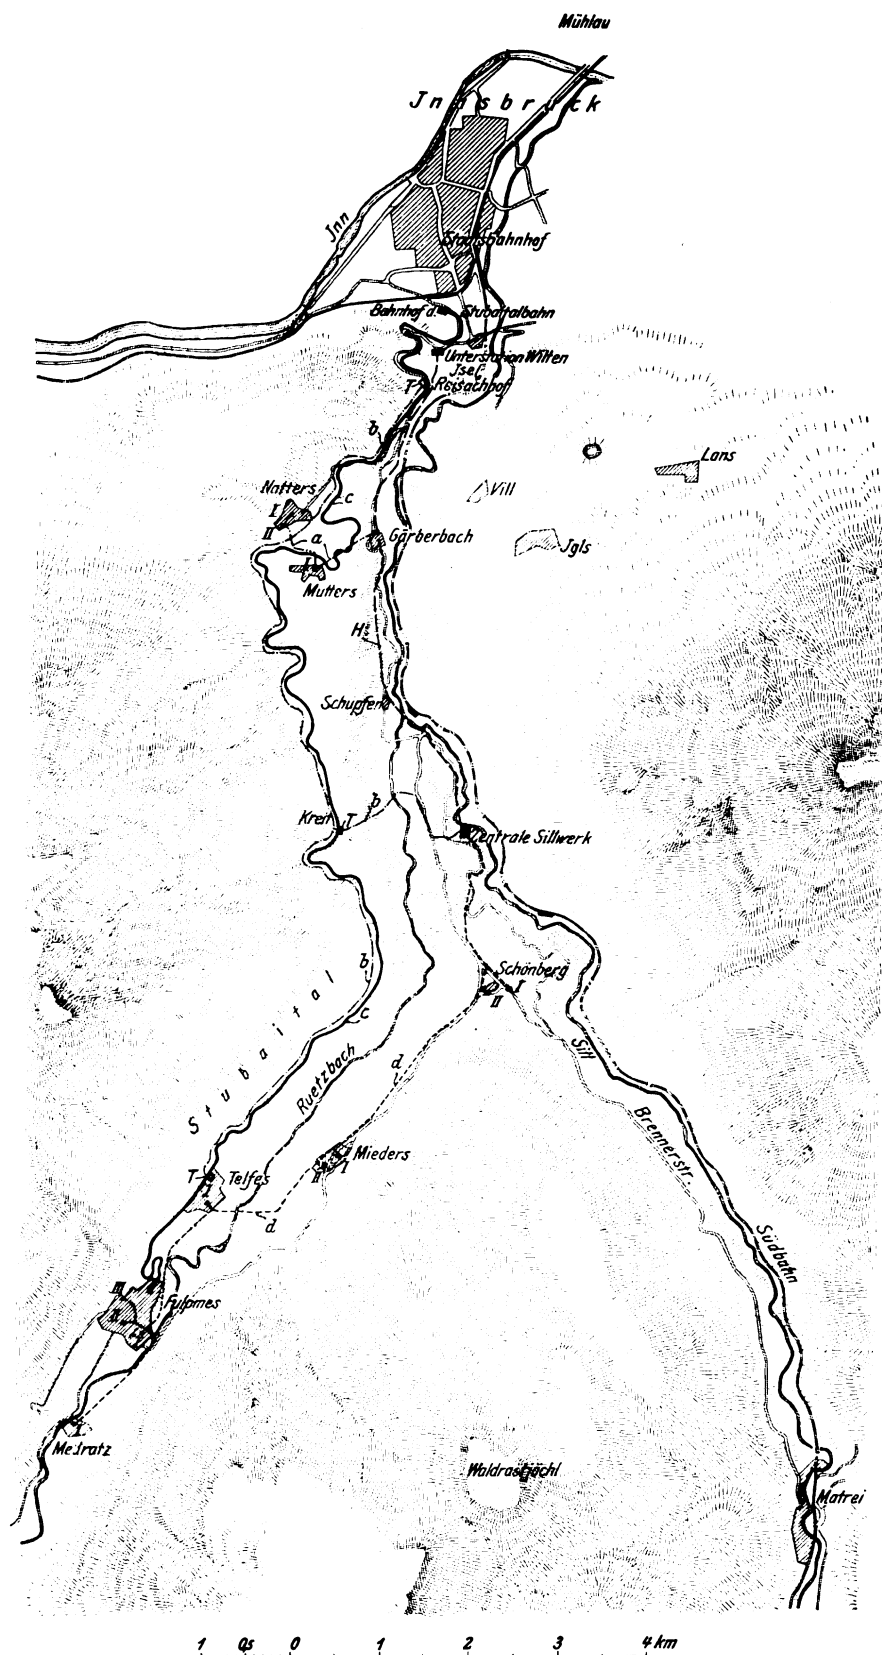 Mühlau
Jnnsbruck
Jnn
Staatsbahnhof
Bahnhof d. Stubaitalbahn
Unterstation Wilten
Jsel
T Reisachhof
b
Lans
Natters
c
Vill
I
II
a
Gärberbach
Jgls
I
Mutters
H
Schupfen
b
Kreit T
Zentrale Sillwerk
b
Schönberg
I
II
c
Stubaital
Sill
Ruetzbach
d
Brennerstr.
Mieders
I
II
T Telfes
I
d
Südbahn
III
Fulpmes
II
I
Medratz
Waldrastjöchl
Matrei
1 0,5 0 1 2 3 4 km